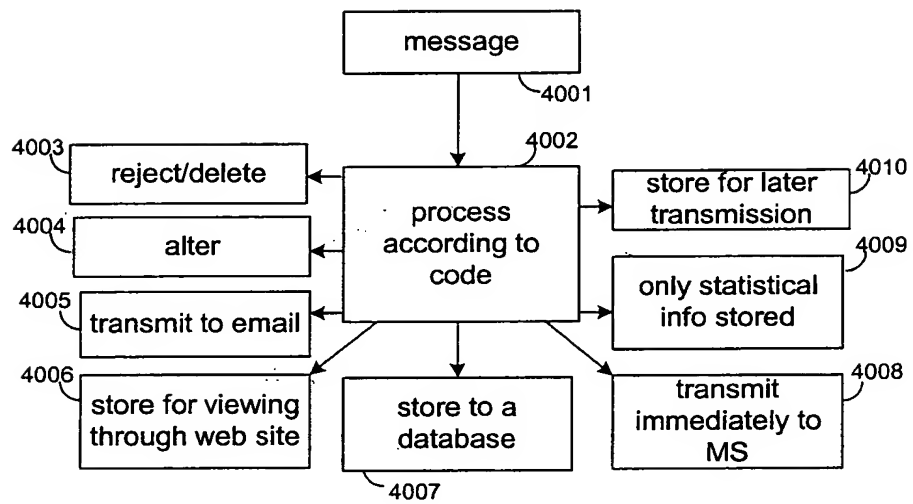 message
4001
4002
process
according to
code
4003
reject/delete
4004
alter
4005
transmit to email
4006
store for viewing
through web site
store to a
database
4007
4008
transmit
immediately to
MS
4009
only statistical
info stored
4010
store for later
transmission